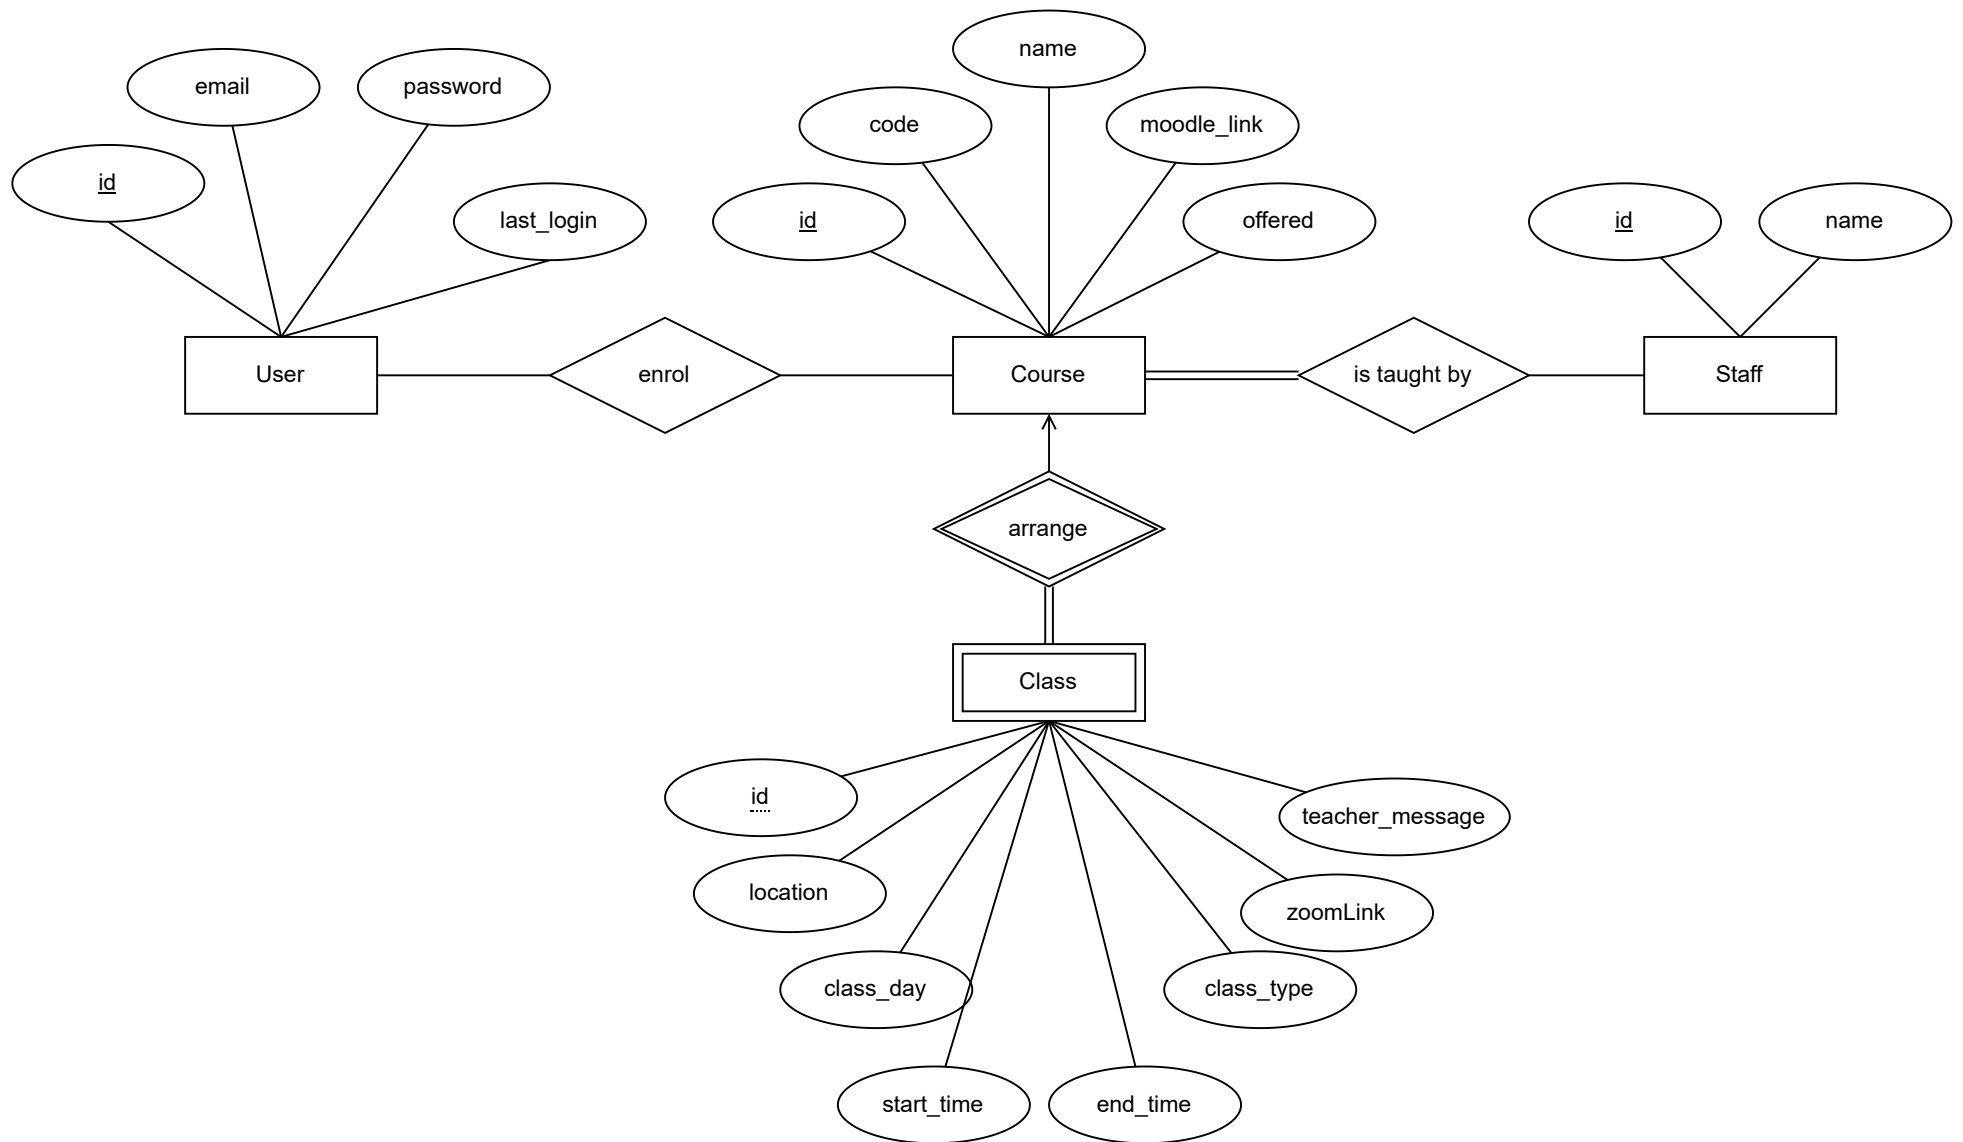 name
email
password
code
moodle_link
id
last_login
id
offered
id
name
User
enrol
Course
is taught by
Staff
arrange
Class
id
teacher_message
location
zoomLink
class_day
class_type
start_time
end_time